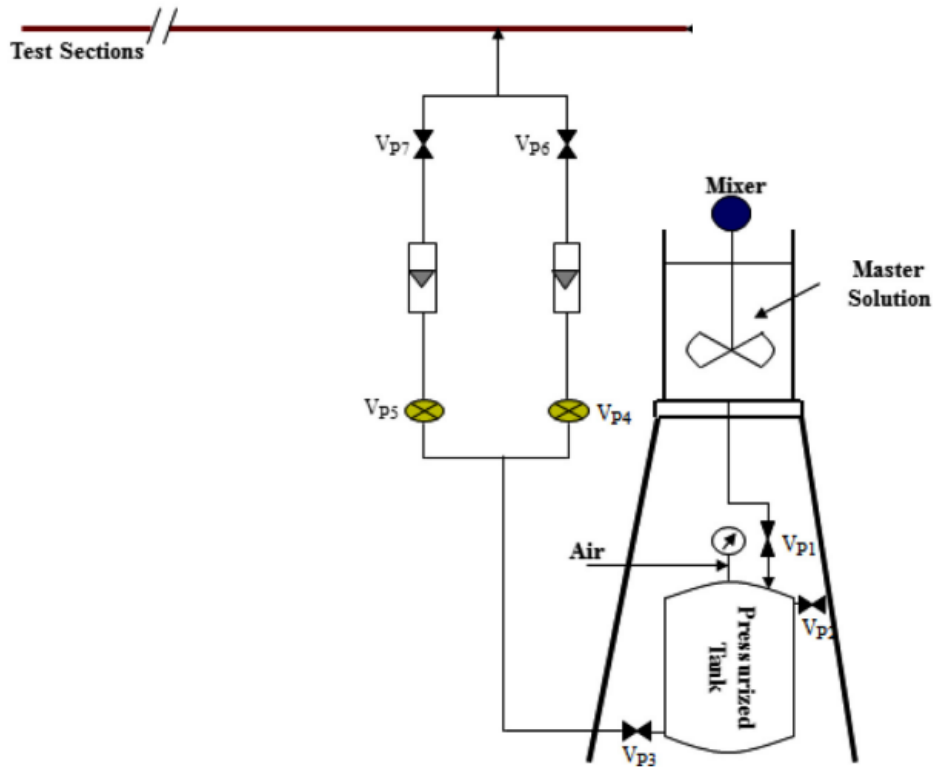 Test Sections
VP7
VP6
Mixer
Master
Solution
VP5
VP4
VP1
Air
VP2
Pressurized
Tank
VP3